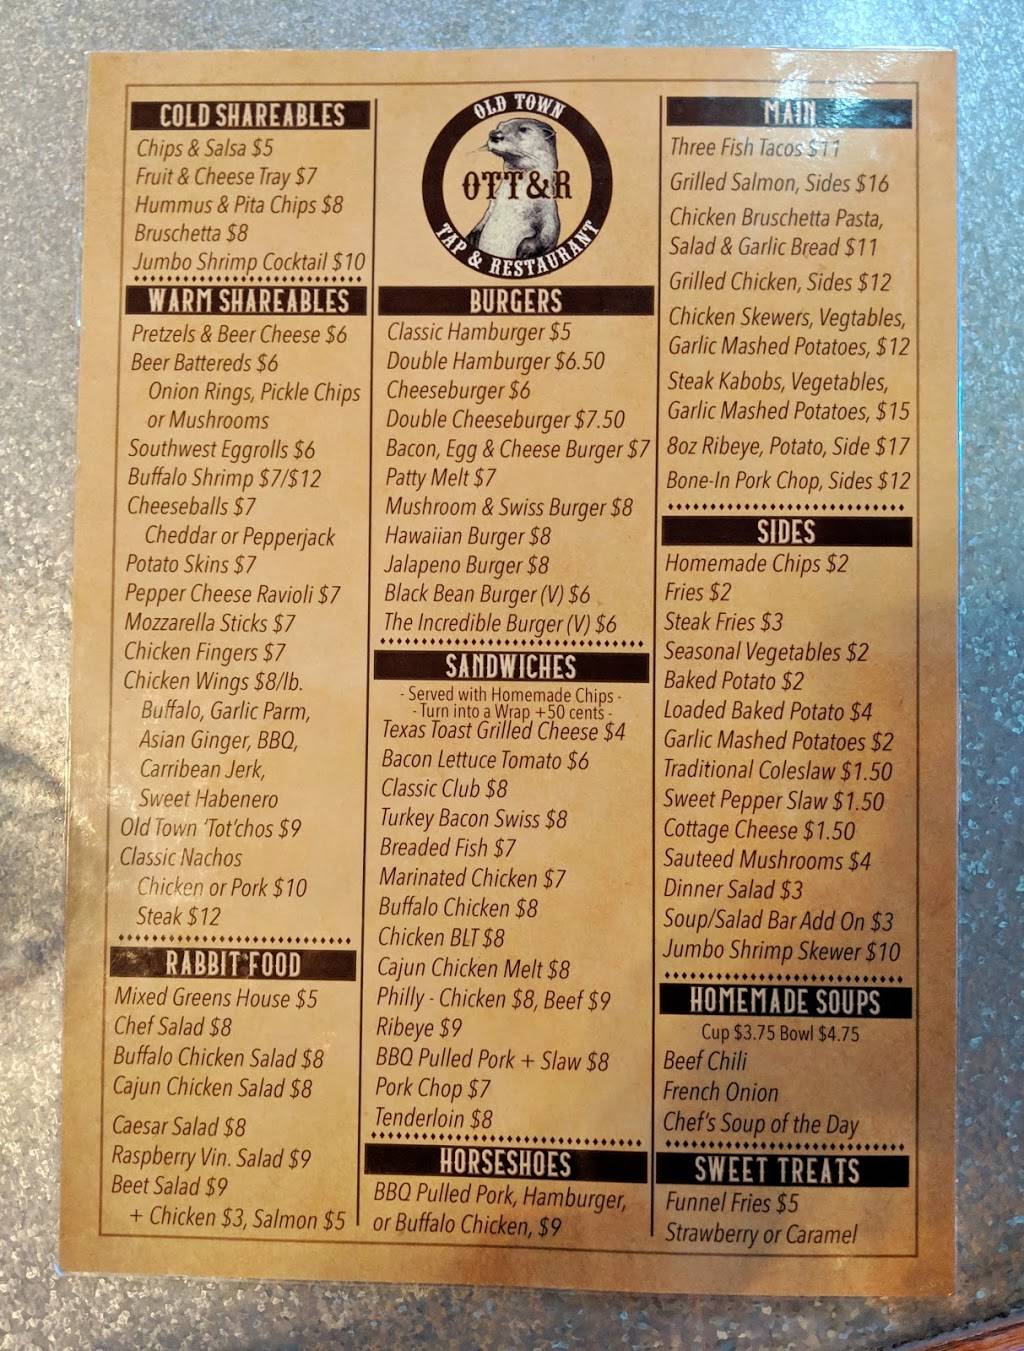 COLD SHAREABLES
Chips & Salsa $5
Fruit & Cheese Tray $7
Hummus & Pita Chips $8
Bruschetta $8
Jumbo Shrimp Cocktail $10
WARM SHAREABLES
Pretzels & Beer Cheese $6
Beer Battereds $6
Onion Rings, Pickle Chips
or Mushrooms
Southwest Eggrolls $6
Buffalo Shrimp $7/$12
Cheeseballs $7
Cheddar or Pepperjack
Potato Skins $7
Pepper Cheese Ravioli $7
Mozzarella Sticks $7
Chicken Fingers $7
Chicken Wings $8/lb.
Buffalo, Garlic Parm,
Asian Ginger, BBQ,
Carribean Jerk,
Sweet Habenero
Old Town 'Tot'chos $9
Classic Nachos
Chicken or Pork $10
Steak $12
RABBIT FOOD
Mixed Greens House $5
Chef Salad $8
Buffalo Chicken Salad $8
Cajun Chicken Salad $8
Caesar Salad $8
Raspberry Vin. Salad $9
Beet Salad $9
+ Chicken $3, Salmon $5
OLD TOWN
OTT&R
TAP & RESTAURANT
BURGERS
Classic Hamburger $5
Double Hamburger $6.50
Cheeseburger $6
Double Cheeseburger $7.50
Bacon, Egg & Cheese Burger $7
Patty Melt $7
Mushroom & Swiss Burger $8
Hawaiian Burger $8
Jalapeno Burger $8
Black Bean Burger (V) $6
The Incredible Burger (V) $6
SANDWICHES
- Served with Homemade Chips -
- Turn into a Wrap +50 cents -
Texas Toast Grilled Cheese $4
Bacon Lettuce Tomato $6
Classic Club $8
Turkey Bacon Swiss $8
Breaded Fish $7
Marinated Chicken $7
Buffalo Chicken $8
Chicken BLT $8
Cajun Chicken Melt $8
Philly - Chicken $8, Beef $9
Ribeye $9
BBQ Pulled Pork + Slaw $8
Pork Chop $7
Tenderloin $8
HORSESHOES
BBQ Pulled Pork, Hamburger,
or Buffalo Chicken, $9
MAIN
Three Fish Tacos $11
Grilled Salmon, Sides $16
Chicken Bruschetta Pasta,
Salad & Garlic Bread $11
Grilled Chicken, Sides $12
Chicken Skewers, Vegtables,
Garlic Mashed Potatoes, $12
Steak Kabobs, Vegetables,
Garlic Mashed Potatoes, $15
8oz Ribeye, Potato, Side $17
Bone-In Pork Chop, Sides $12
SIDES
Homemade Chips $2
Fries $2
Steak Fries $3
Seasonal Vegetables $2
Baked Potato $2
Loaded Baked Potato $4
Garlic Mashed Potatoes $2
Traditional Coleslaw $1.50
Sweet Pepper Slaw $1.50
Cottage Cheese $1.50
Sauteed Mushrooms $4
Dinner Salad $3
Soup/Salad Bar Add On $3
Jumbo Shrimp Skewer $10
HOMEMADE SOUPS
Cup $3.75 Bowl $4.75
Beef Chili
French Onion
Chef's Soup of the Day
SWEET TREATS
Funnel Fries $5
Strawberry or Caramel